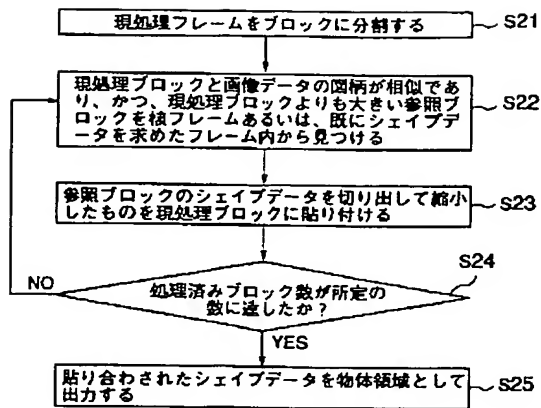 現処理フレームをブロックに分割する
S21
現処理ブロックと画像データの図柄が相似であ
り、かつ、現処理ブロックよりも大きい参照ブ
ロックを該フレームあるいは、既にシェイプデ
ータを求めたフレーム内から見つける
S22
参照ブロックのシェイプデータを切り出して縮小
したものを現処理ブロックに貼り付ける
S23
S24
処理済みブロック数が所定の
数に達したか？
NO
YES
貼り合わされたシェイプデータを物体領域として
出力する
S25